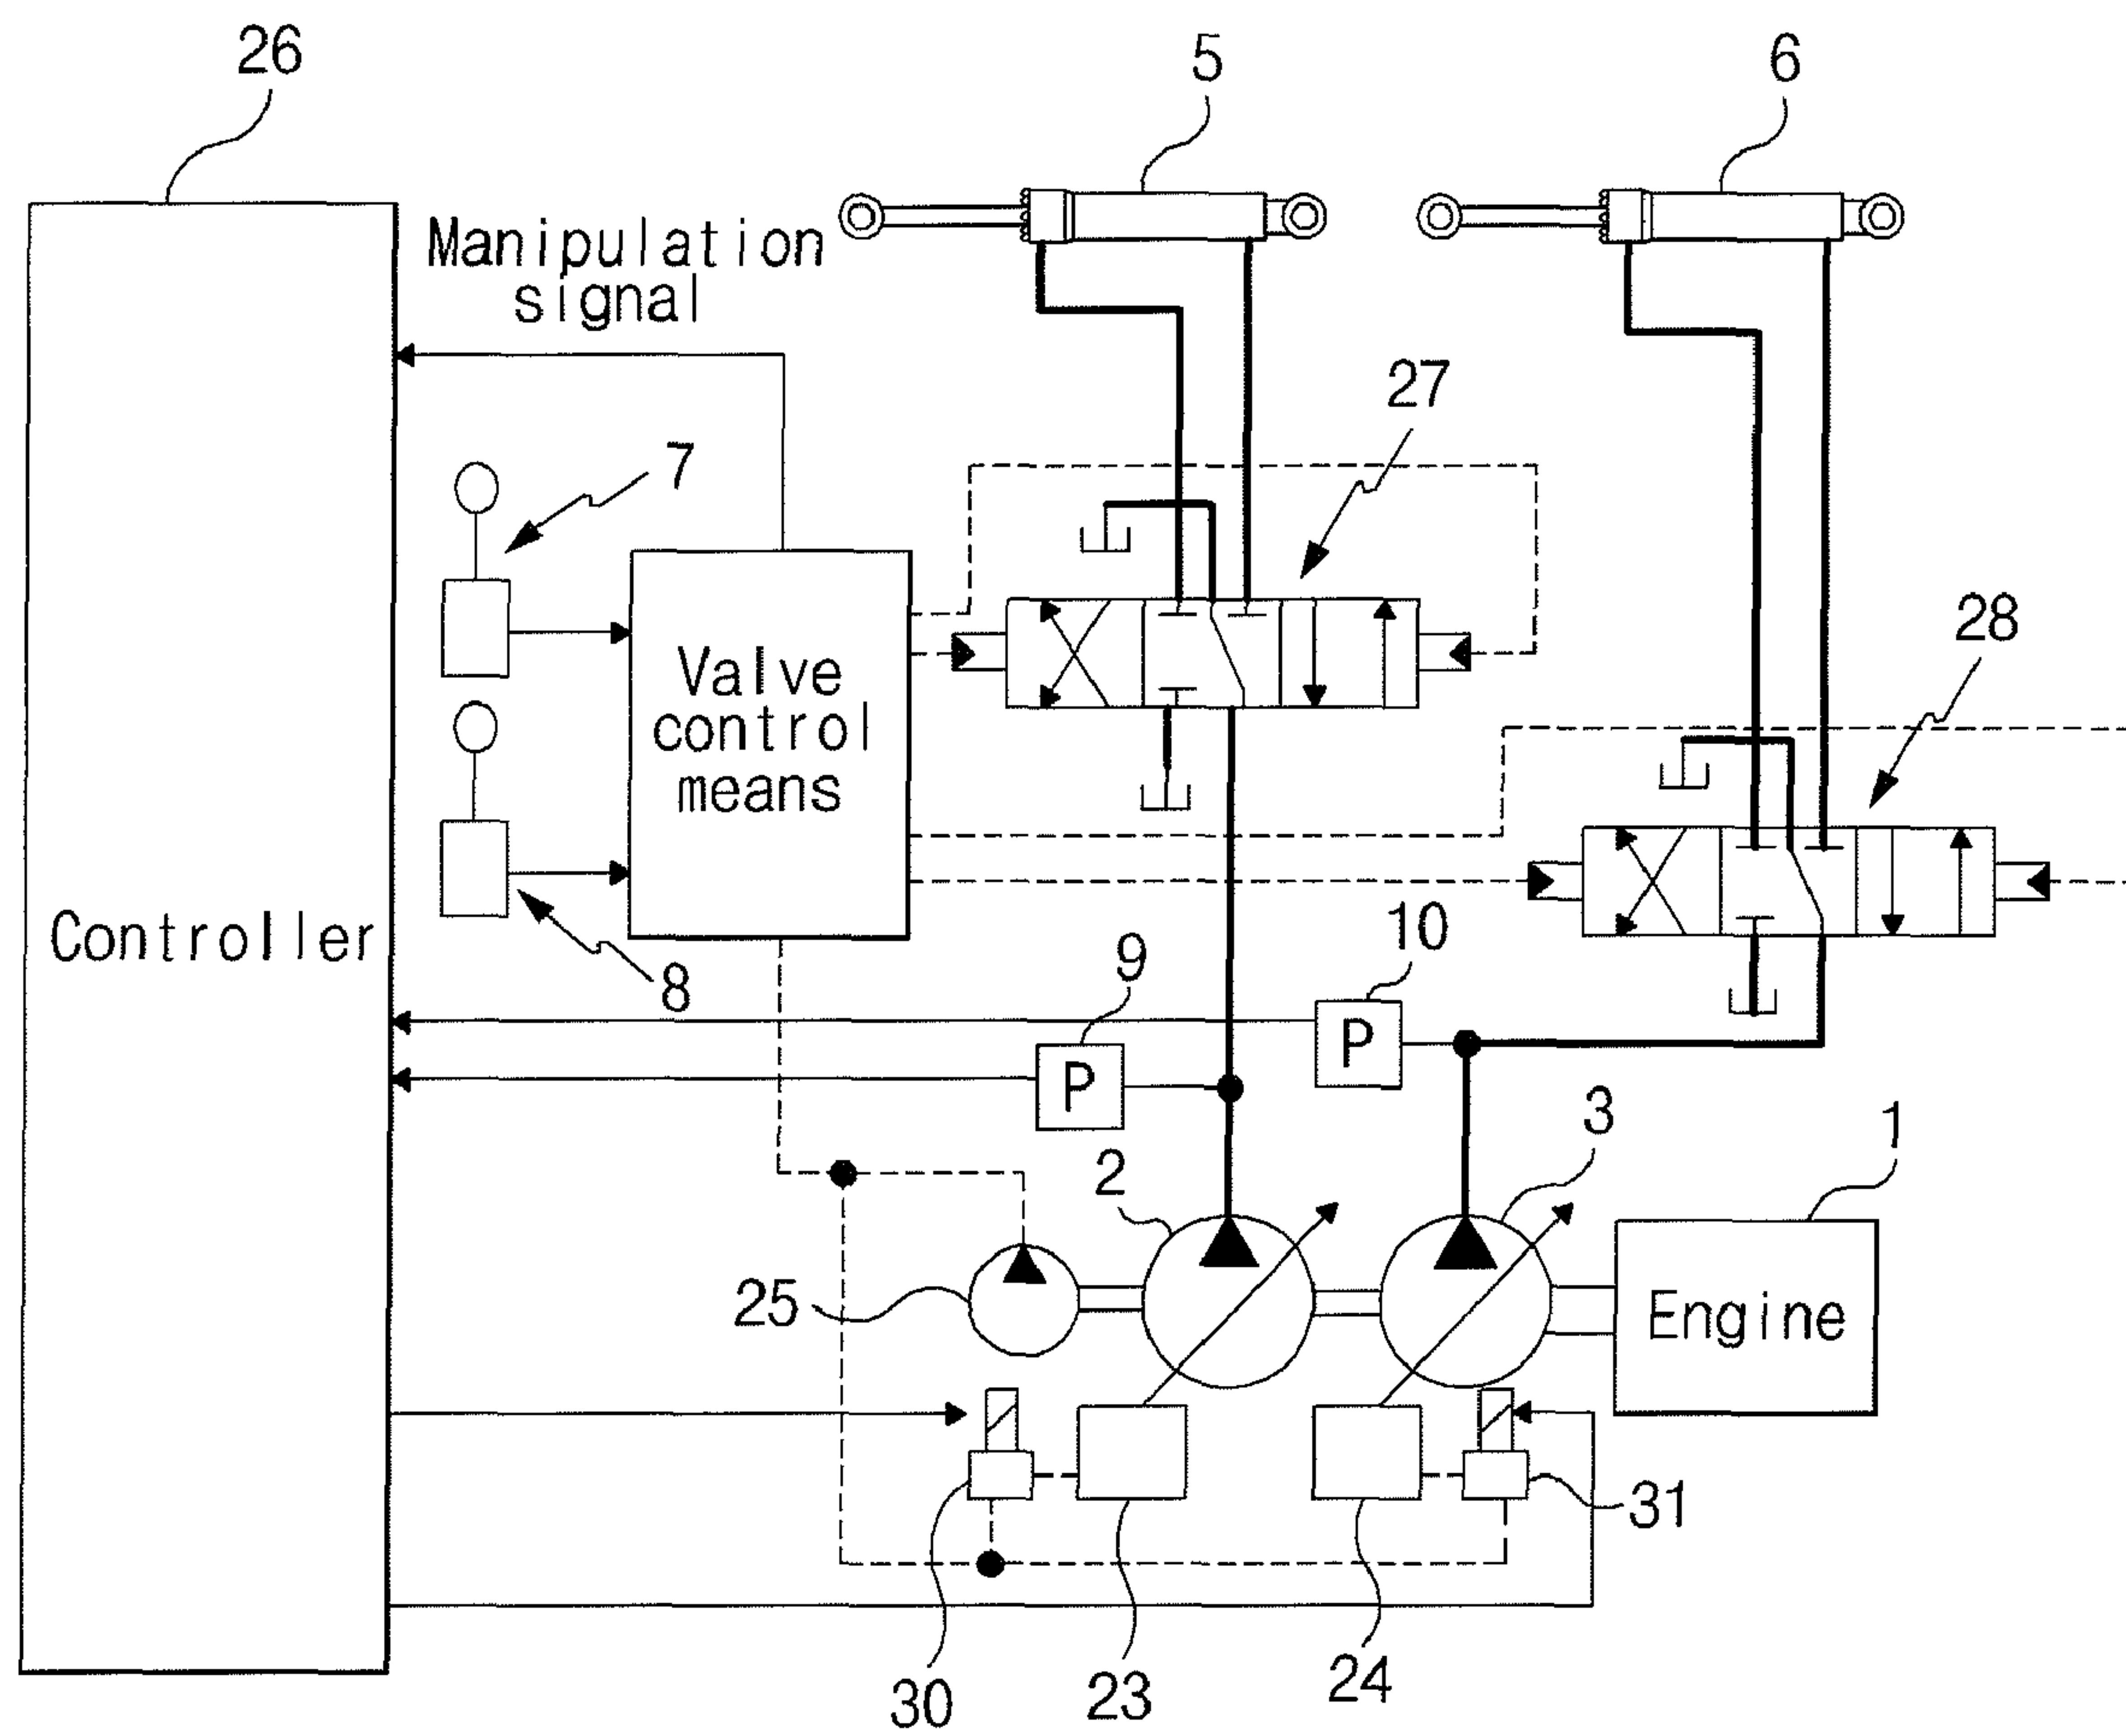 26
5
6
Manipulation
signal
27
7
28
Valve
control
means
Controller
8
9
10
P
P
2
3
1
25
Engine
31
30
23
24